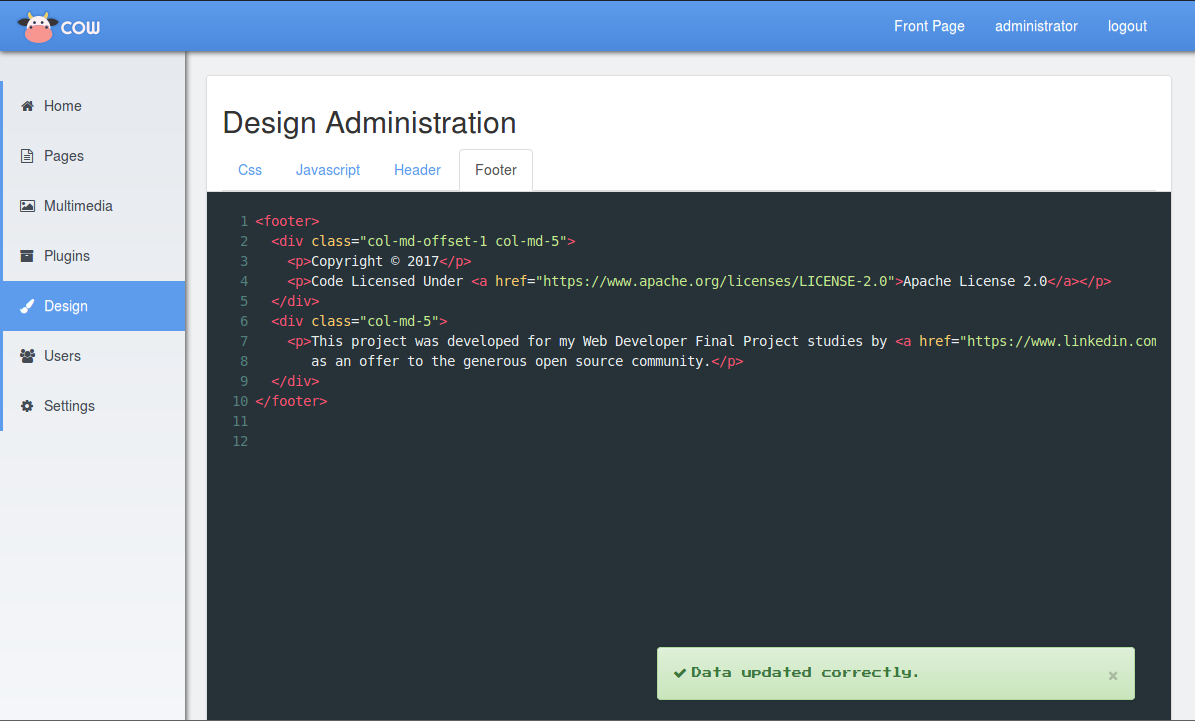 COW
Front Page administrator logout
Home
Pages
Multimedia
Plugins
Design
Users
Settings
Design Administration
Css Javascript Header Footer
1 <footer>
2 <div class="col-md-offset-1 col-md-5">
3 <p>Copyright © 2017</p>
4 <p>Code Licensed Under <a href="https://www.apache.org/licenses/LICENSE-2.0">Apache License 2.0</a></p>
5 </div>
6 <div class="col-md-5">
7 <p>This project was developed for my Web Developer Final Project studies by <a href="https://www.linkedin.com
8 as an offer to the generous open source community.</p>
9 </div>
10 </footer>
11
12
Data updated correctly. ×